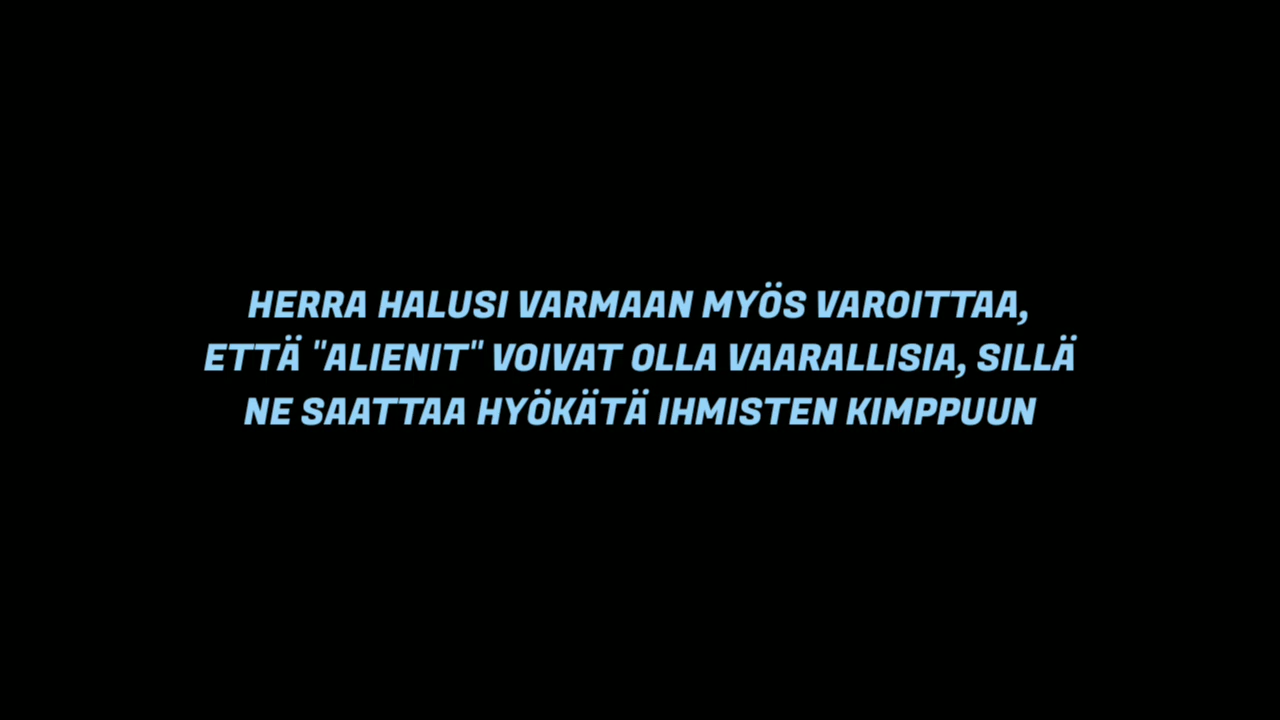 HERRA HALUSI VARMAAN MYÖS VAROITTAA,
ETTÄ "ALIENIT" VOIVAT OLLA VAARALLISIA, SILLÄ
NE SAATTAA HYÖKÄTÄ IHMISTEN KIMPPUUN